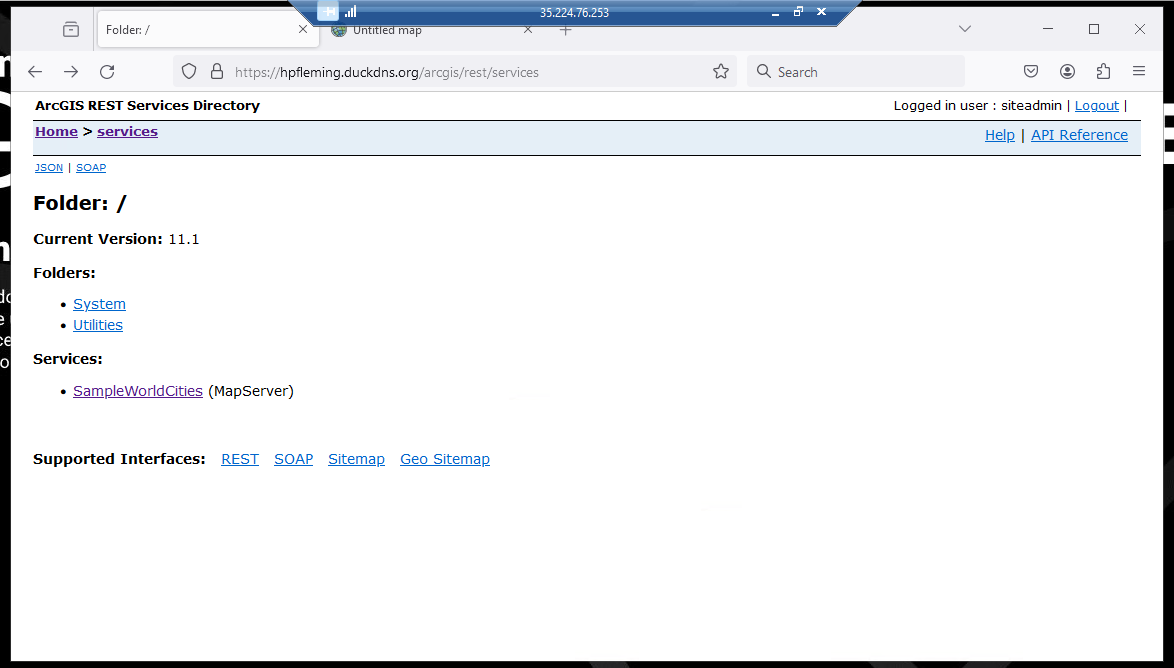 35.224.76.253
Folder: /
Untitled map
https://hpfleming.duckdns.org/arcgis/rest/services
Search
ArcGIS REST Services Directory
Logged in user : siteadmin | Logout |
Home > services
Help | API Reference
JSON | SOAP
Folder: /
Current Version: 11.1
Folders:
• System
• Utilities
Services:
• SampleWorldCities (MapServer)
Supported Interfaces: REST SOAP Sitemap Geo Sitemap